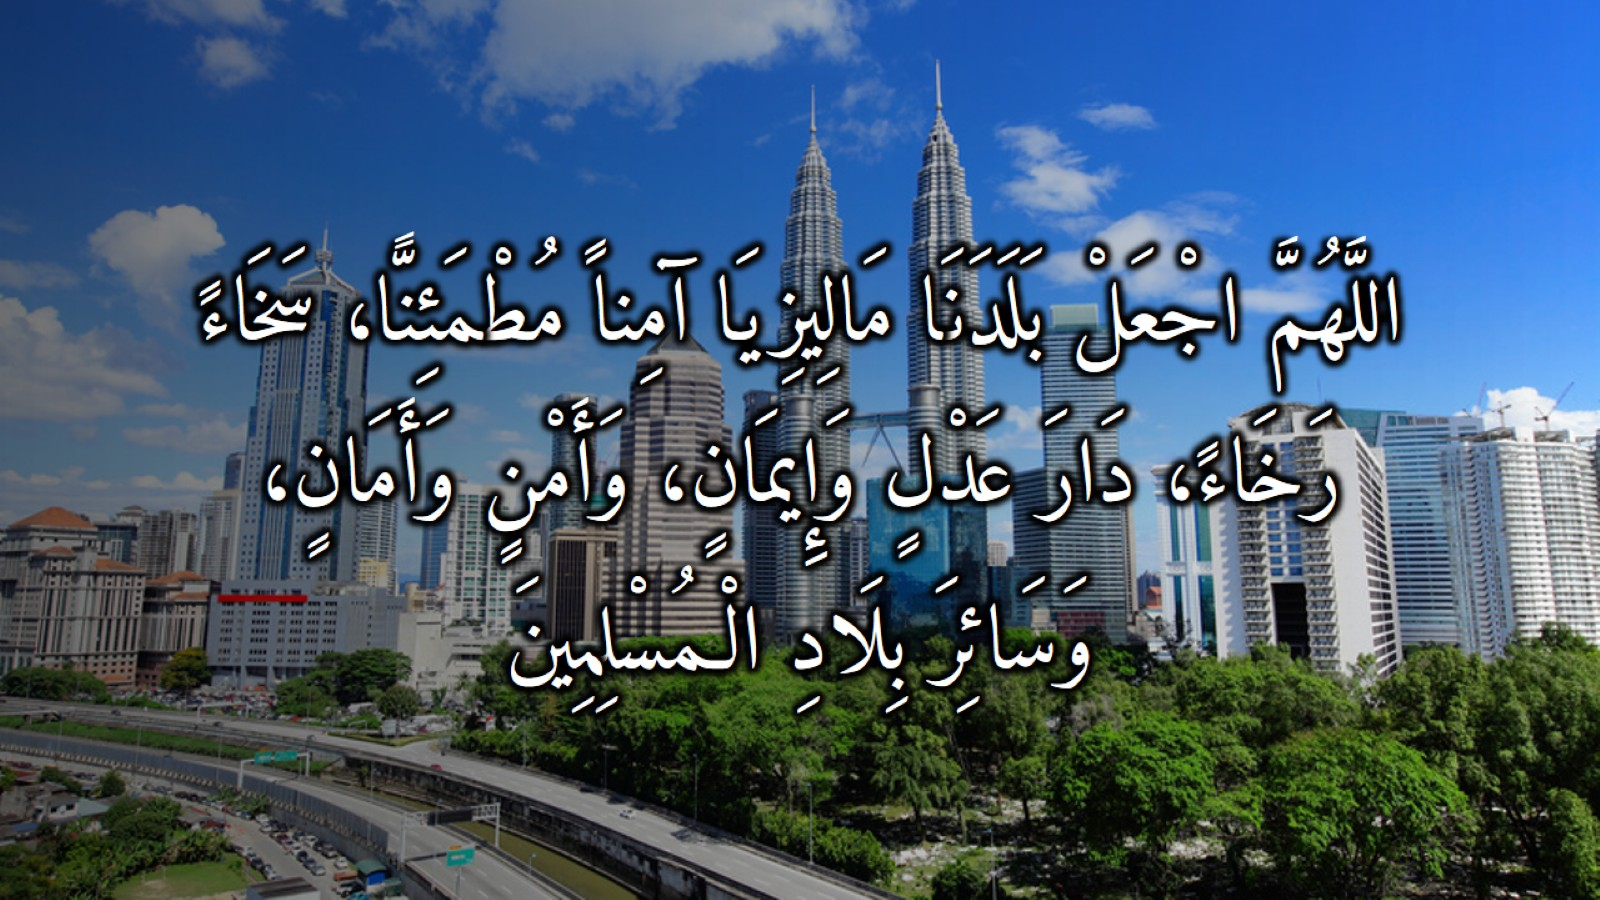 اللَّهُمَّ اجْعَلْ بَلَدَنَا مَالِيزِيَا آمِناً مُطْمَئِنًّا، سَخَاءً
رَخَاءً، دَارَ عَدْلٍ وَإِيمَانٍ، وَأَمْنٍ وَأَمَانٍ،
وَسَائِرَ بِلَادِ الْمُسْلِمِينَ